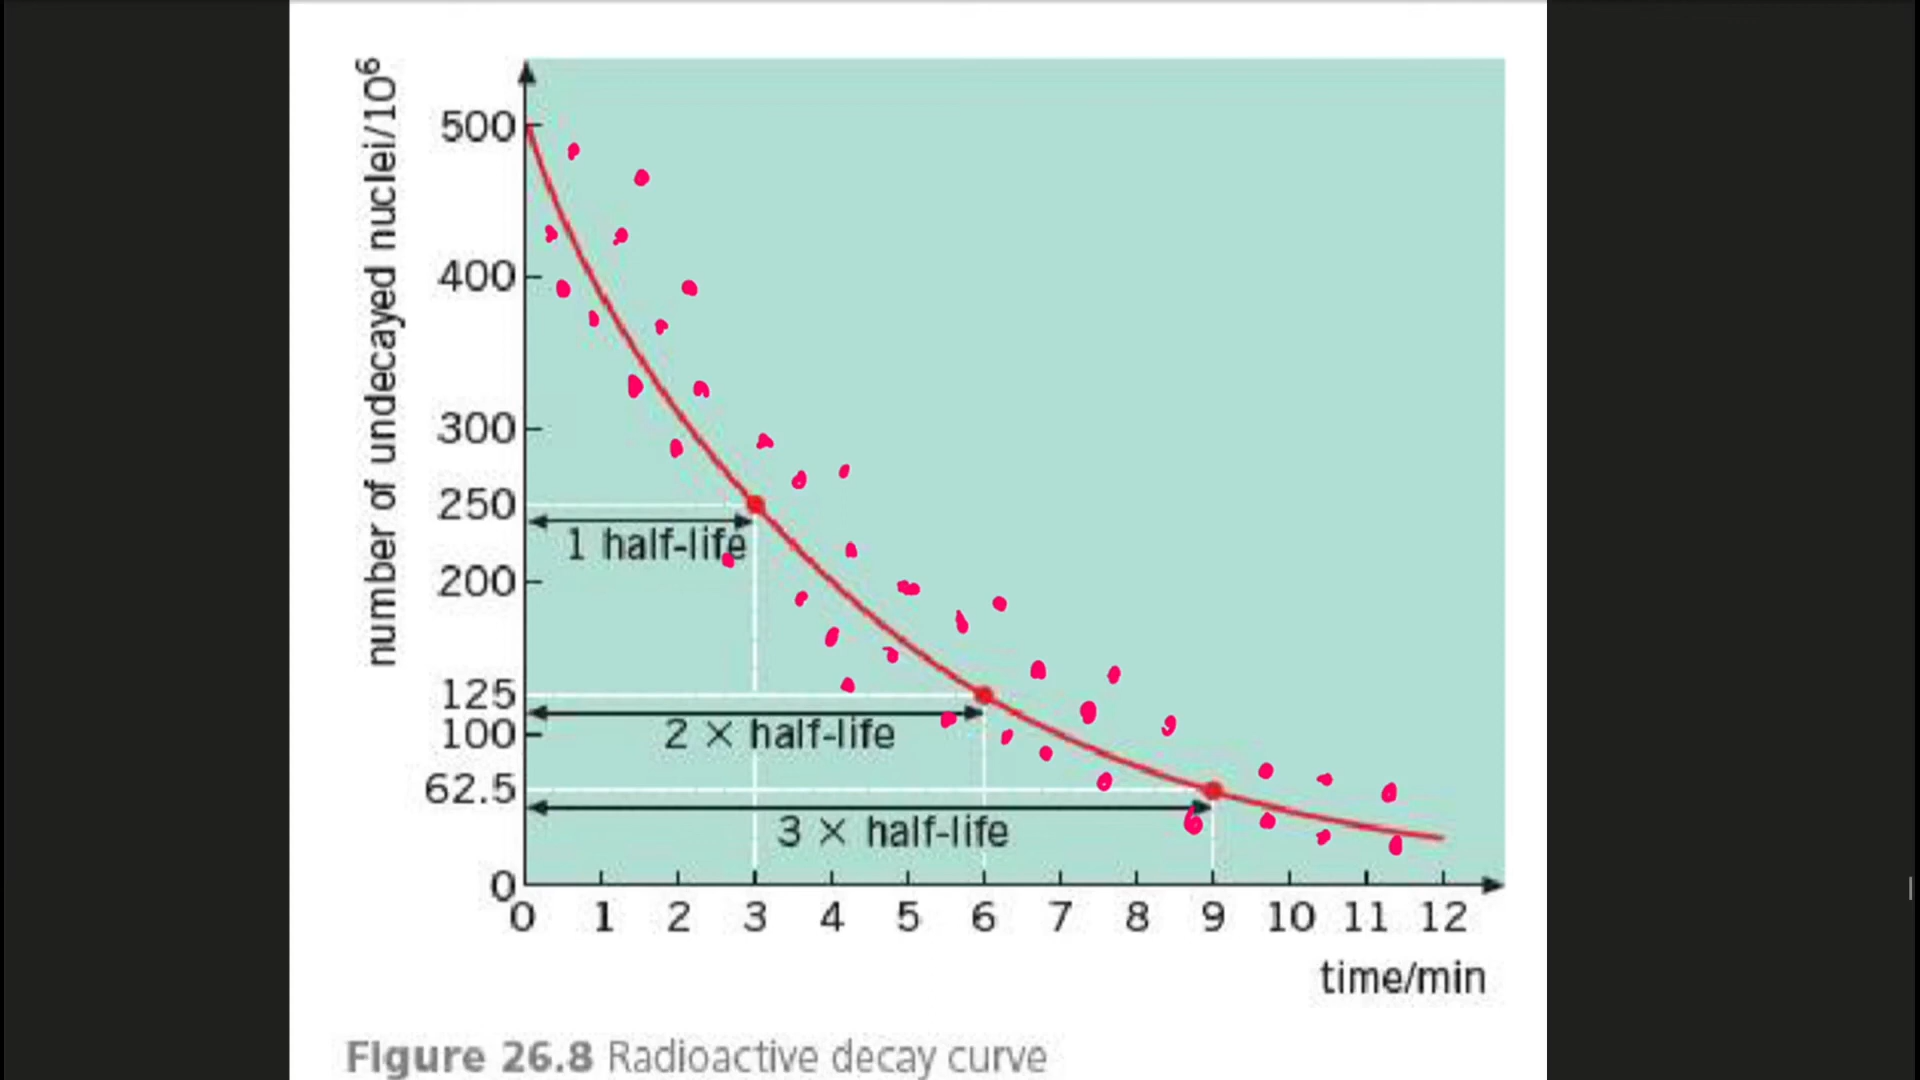 number of undecayed nuclei/10⁶
500
400
300
250
1 half-life
200
125
2 × half-life
100
62.5
3 × half-life
0
0 1 2 3 4 5 6 7 8 9 10 11 12
time/min
Figure 26.8 Radioactive decay curve